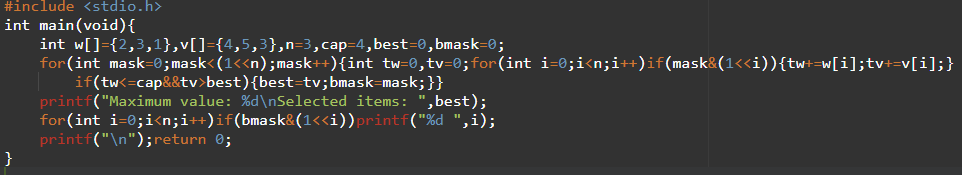 #include <stdio.h>
int main(void){
    int w[]={2,3,1},v[]={4,5,3},n=3,cap=4,best=0,bmask=0;
    for(int mask=0;mask<(1<<n);mask++){int tw=0,tv=0;for(int i=0;i<n;i++)if(mask&(1<<i)){tw+=w[i];tv+=v[i];}
        if(tw<=cap&&tv>best){best=tv;bmask=mask;}}
    printf("Maximum value: %d\nSelected items: ",best);
    for(int i=0;i<n;i++)if(bmask&(1<<i))printf("%d ",i);
    printf("\n");return 0;
}